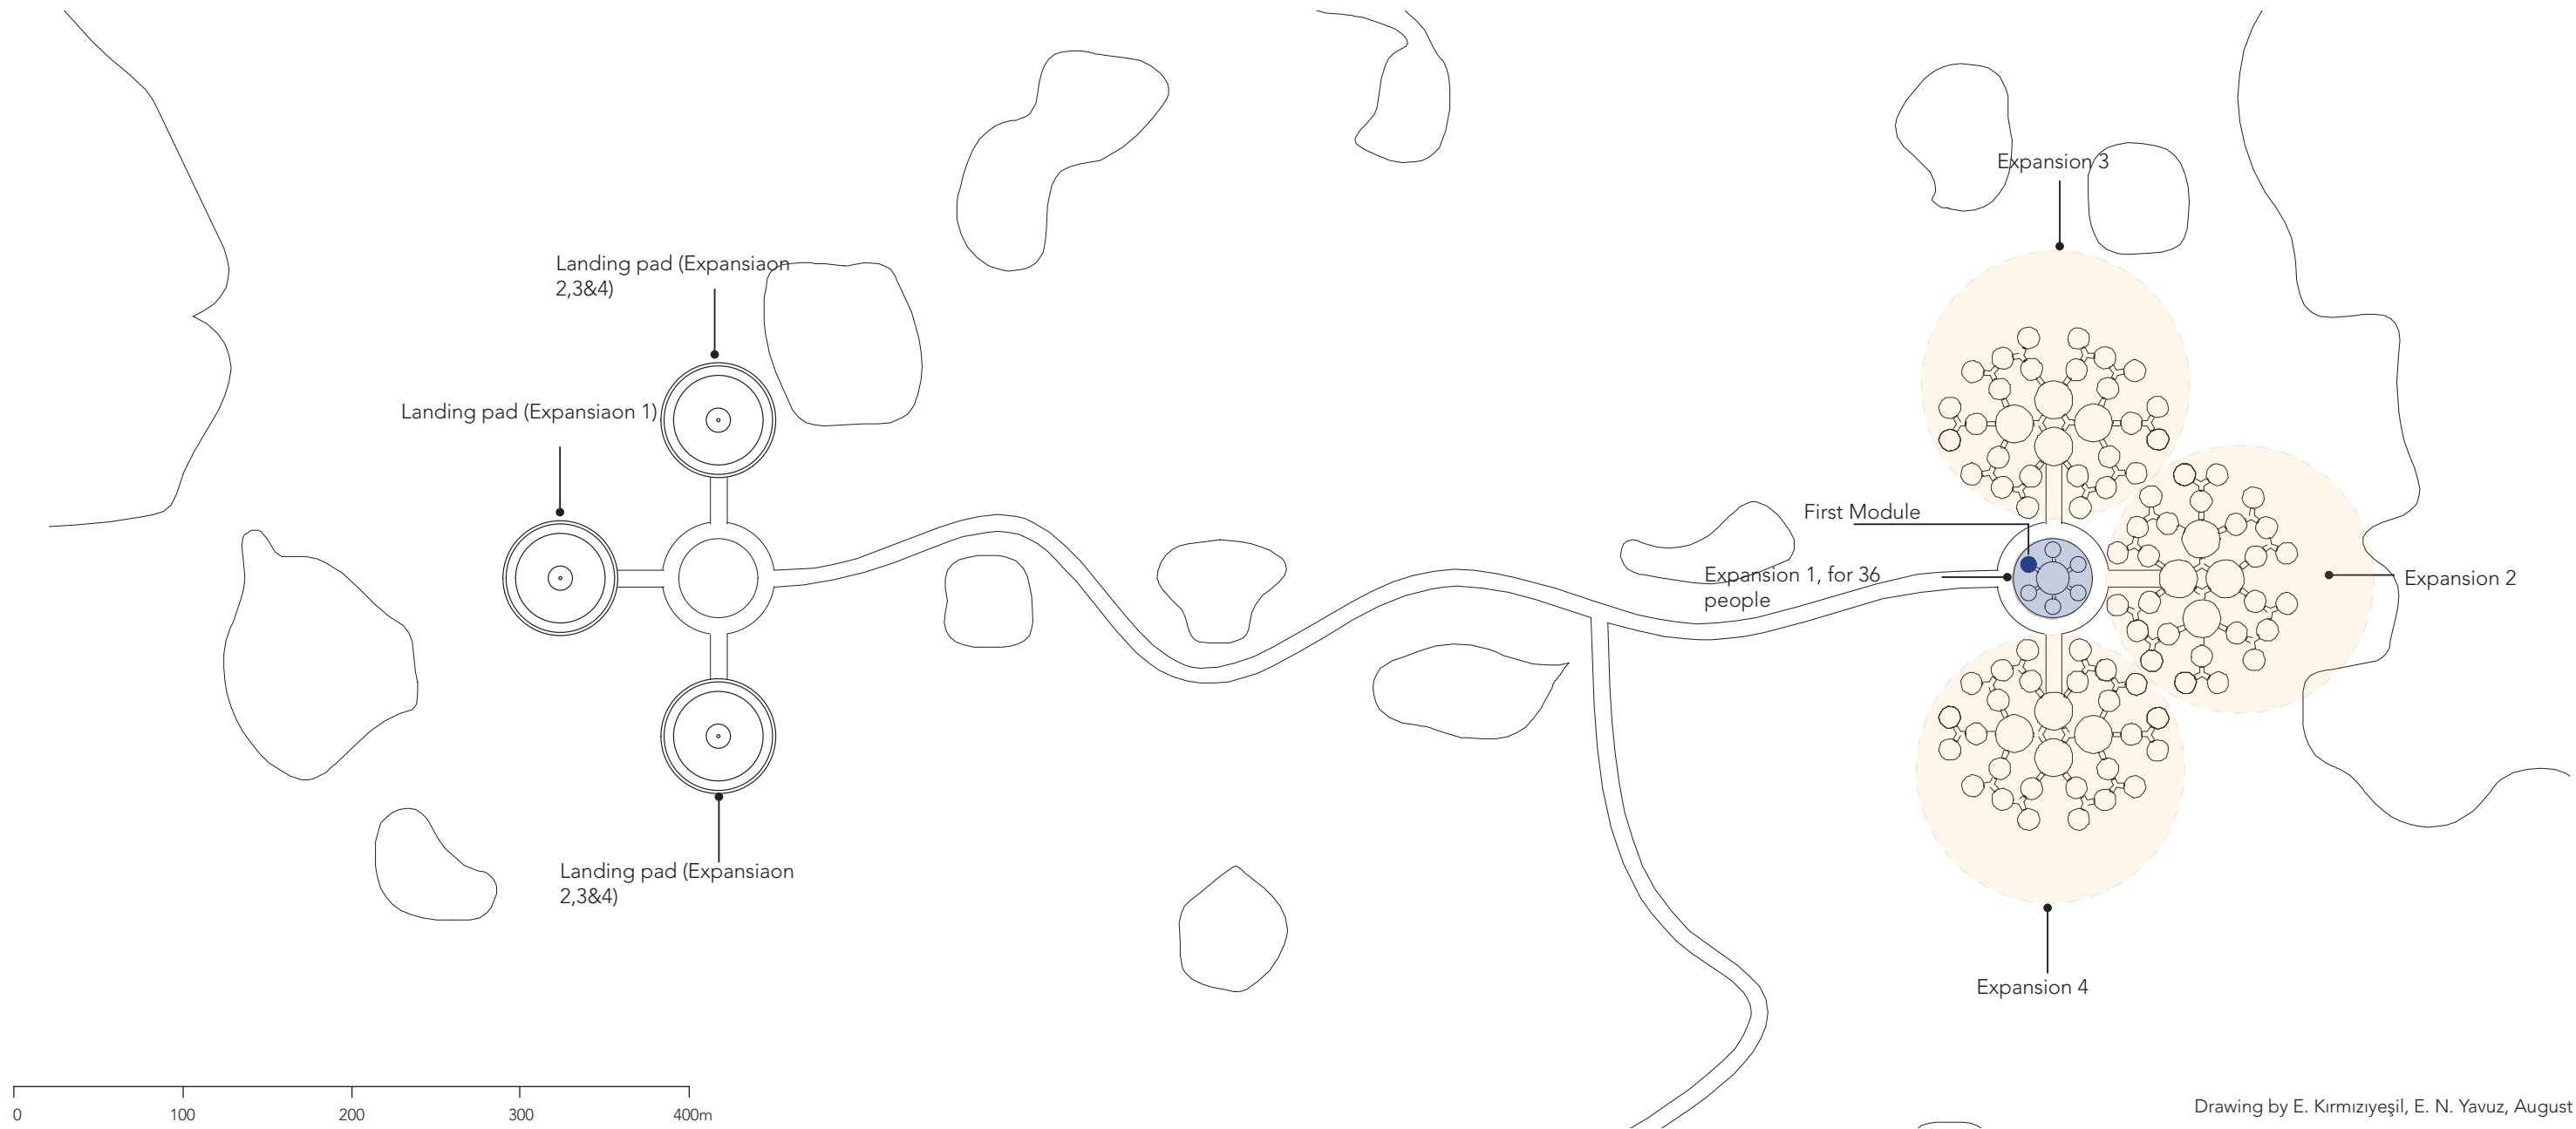 Expansion 3
Landing pad (Expansiaon
2,3&4)
Landing pad (Expansiaon 1)
First Module
Expansion 1, for 36
people
Expansion 2
Landing pad (Expansiaon
2,3&4)
Expansion 4
0 100 200 300 400m
Drawing by E. Kırmızıyeşil, E. N. Yavuz, August